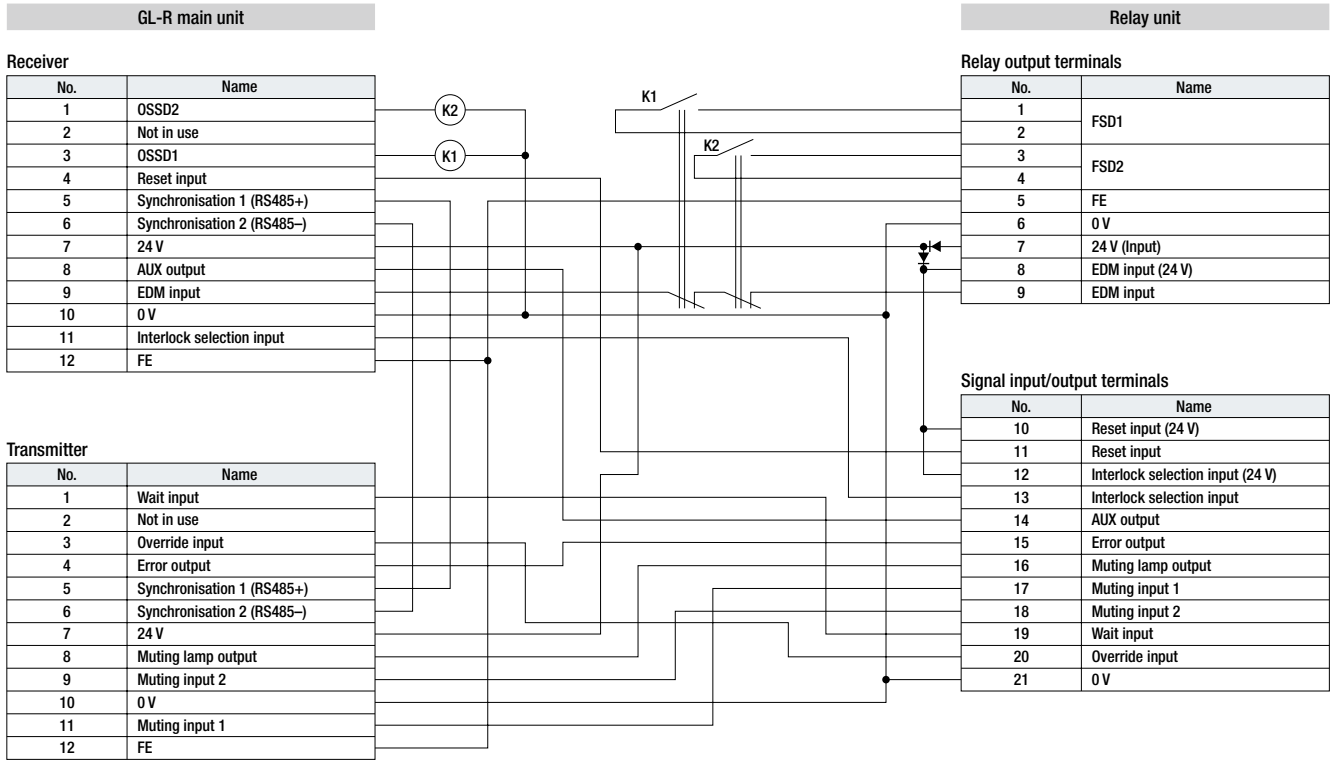 GL-R main unit
Relay unit
Receiver
No. Name
1 OSSD2
2 Not in use
3 OSSD1
4 Reset input
5 Synchronisation 1 (RS485+)
6 Synchronisation 2 (RS485–)
7 24 V
8 AUX output
9 EDM input
10 0 V
11 Interlock selection input
12 FE
K2
K1
K1
K2
Relay output terminals
No. Name
1
FSD1
2
3
FSD2
4
5 FE
6 0 V
7 24 V (Input)
8 EDM input (24 V)
9 EDM input
Transmitter
No. Name
1 Wait input
2 Not in use
3 Override input
4 Error output
5 Synchronisation 1 (RS485+)
6 Synchronisation 2 (RS485–)
7 24 V
8 Muting lamp output
9 Muting input 2
10 0 V
11 Muting input 1
12 FE
Signal input/output terminals
No. Name
10 Reset input (24 V)
11 Reset input
12 Interlock selection input (24 V)
13 Interlock selection input
14 AUX output
15 Error output
16 Muting lamp output
17 Muting input 1
18 Muting input 2
19 Wait input
20 Override input
21 0 V